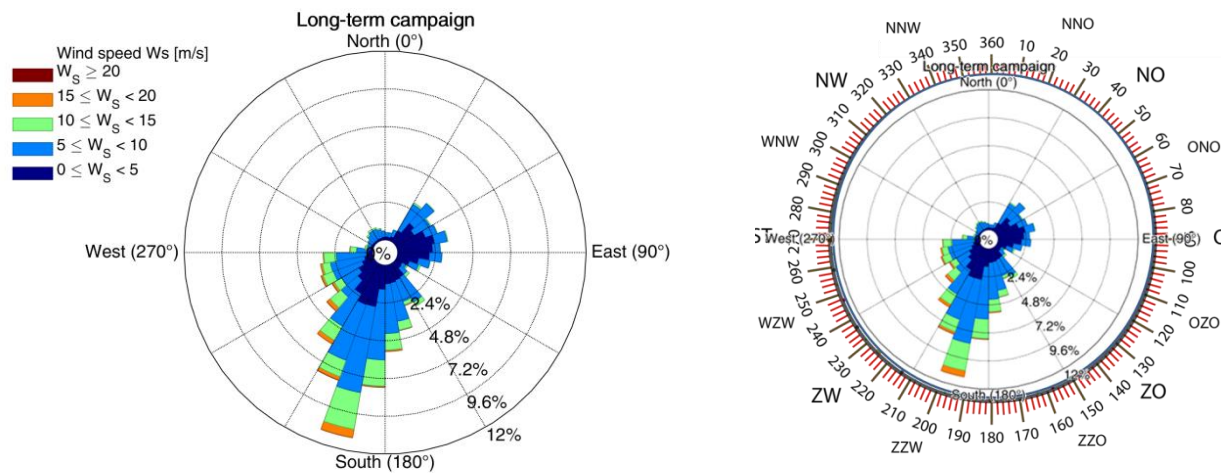 Long-term campaign
North (0°)
Wind speed Ws [m/s]
W_S ≥ 20
15 ≤ W_S < 20
10 ≤ W_S < 15
5 ≤ W_S < 10
0 ≤ W_S < 5
West (270°)
East (90°)
%
2.4%
4.8%
7.2%
9.6%
12%
South (180°)
NNW
NNO
340
350
360
10
20
330
30
NW
NO
320
40
310
50
Long-term campaign
North (0°)
WNW
300
60
ONO
290
70
280
80
ST
West (270°)
%
East (90°)
90
O
260
100
2.4%
250
110
4.8%
WZW
240
120
OZO
7.2%
230
130
9.6%
220
140
12%
ZW
ZO
210
150
South (180°)
200
190
180
170
160
ZZW
ZZO